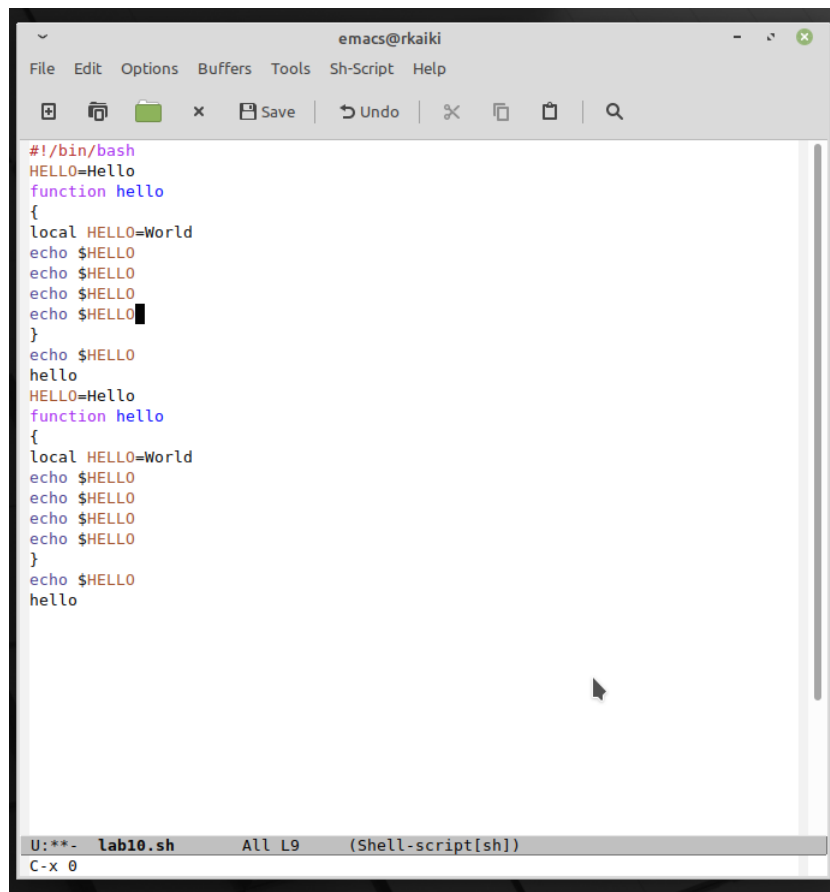 emacs@rkaiki
File Edit Options Buffers Tools Sh-Script Help
Save Undo
#!/bin/bash
HELLO=Hello
function hello
{
local HELLO=World
echo $HELLO
echo $HELLO
echo $HELLO
echo $HELLO
}
echo $HELLO
hello
HELLO=Hello
function hello
{
local HELLO=World
echo $HELLO
echo $HELLO
echo $HELLO
echo $HELLO
}
echo $HELLO
hello
U:**- lab10.sh All L9 (Shell-script[sh])
C-x 0